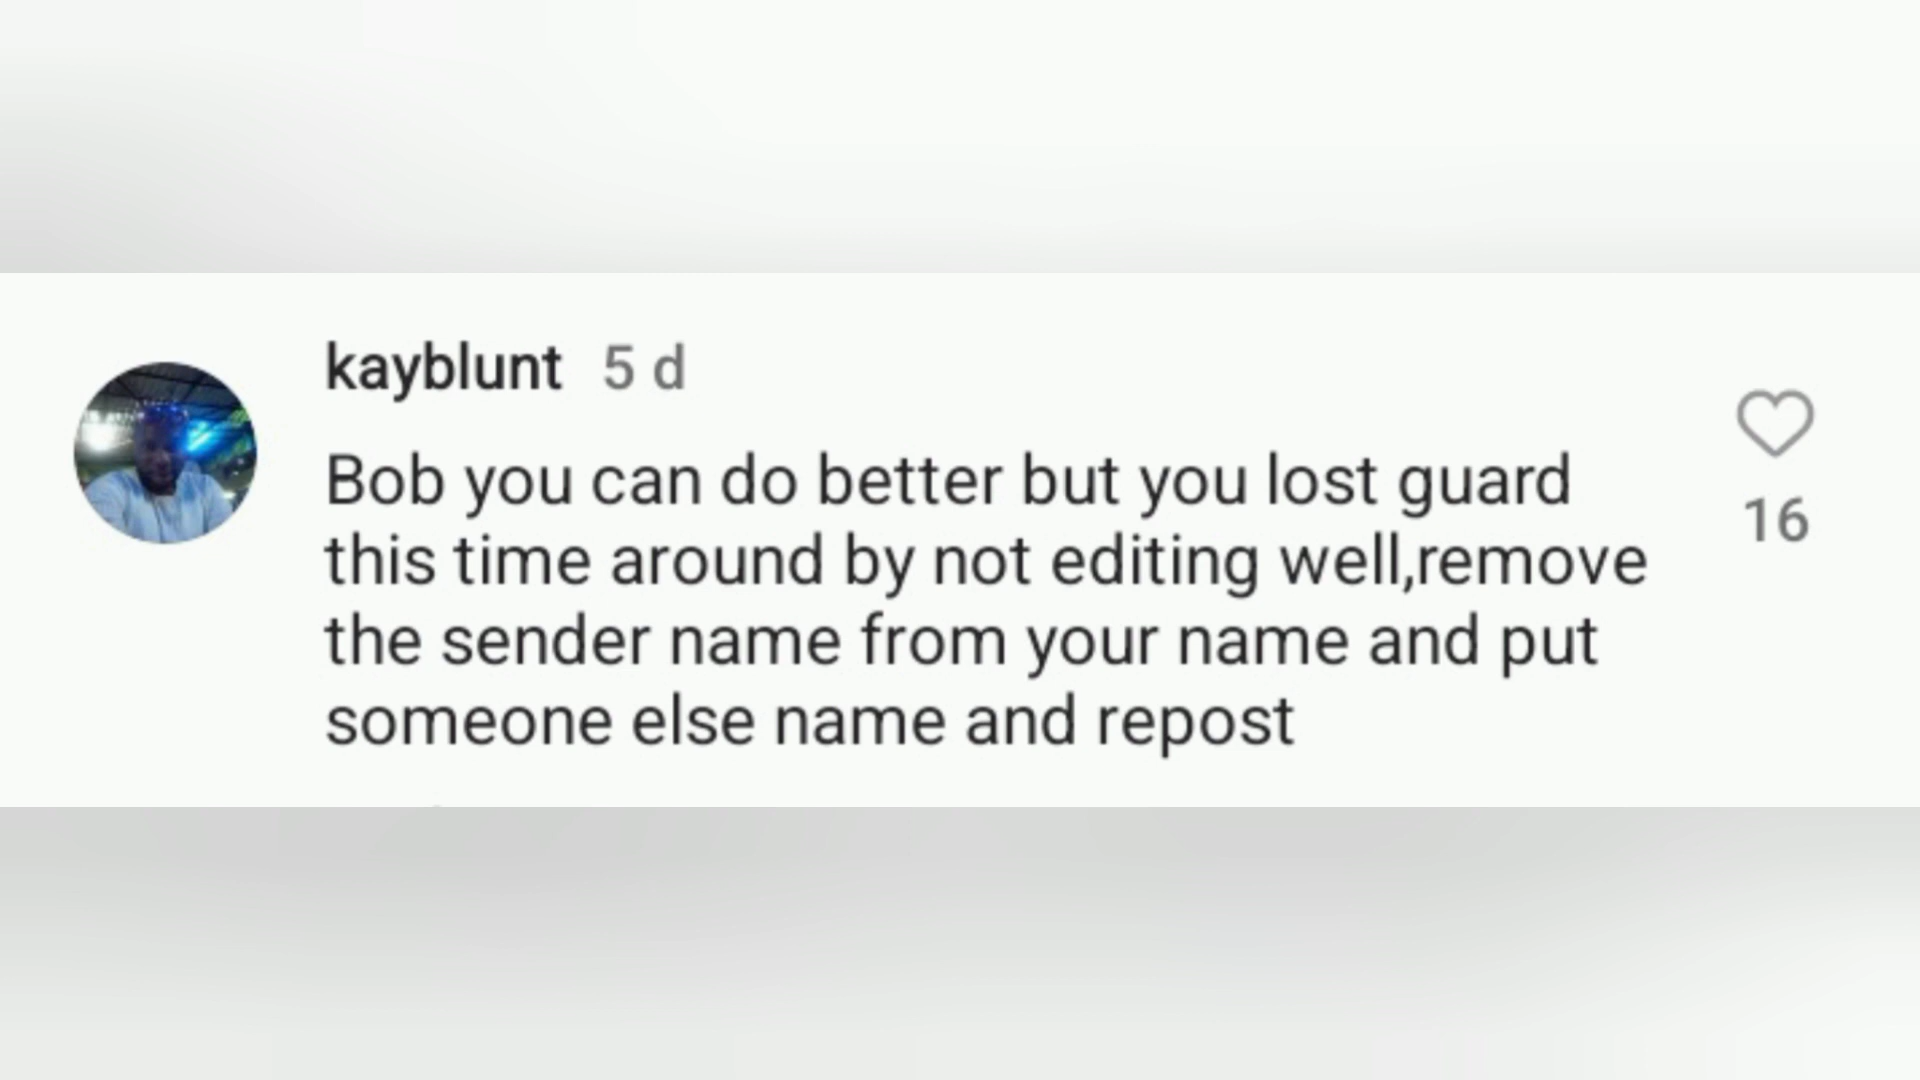 kayblunt 5 d
Bob you can do better but you lost guard
this time around by not editing well,remove
the sender name from your name and put
someone else name and repost
16